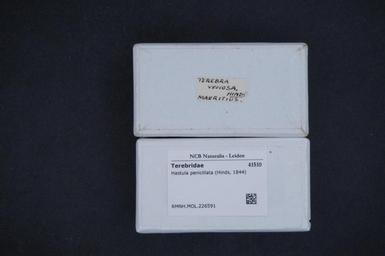 TEREBRA
VENOSA,
HINDS
MAURITIUS.
NCB Naturalis - Leiden
Terebridae 41510
Hastula penicillata (Hinds, 1844)
RMNH.MOL.226591